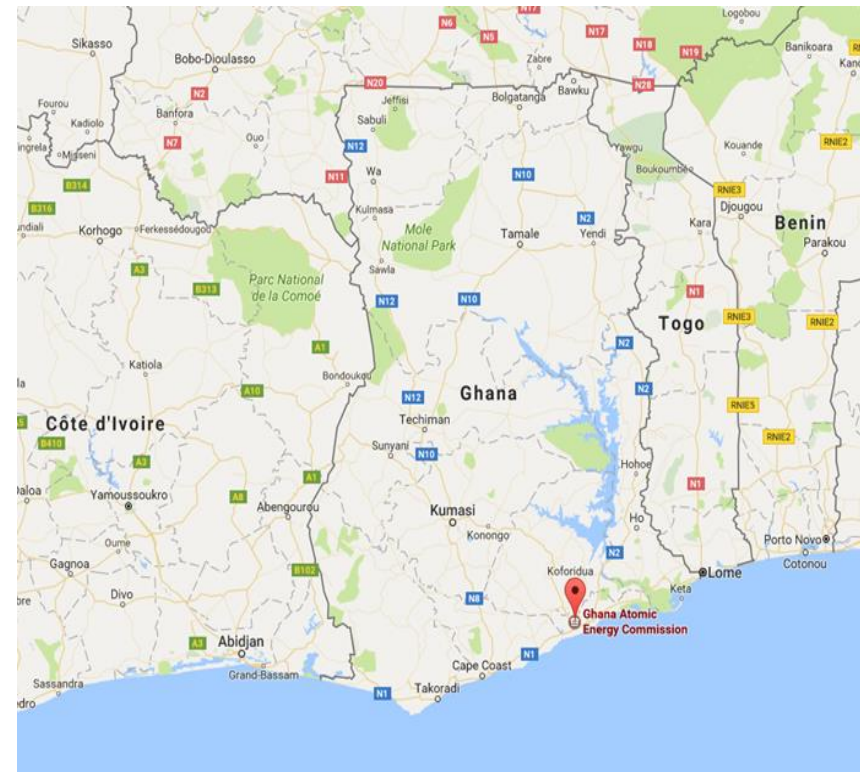 N17
Logobou
N6
Sikasso
N5
N17
N18
N19
Banikoara
Bobo-Dioulasso
Zabre
Bawku
N20
N28
N2
Jeffisi
Bolgatanga
Fourou
Banfora
Sabuli
Kadiolo
N7
Ouo
N12
Yawgu
Kouande
RNIE2
Misseni
Boukoumbe
B314
N11
Wa
N10
RNIE3
B316
Kulmasa
N2
Djougou
Benin
Korhogo
Ferkessédougou
Mole
National Park
Tamale
Yendi
Kara
Parakou
A3
Parc National
de la Comoé
Sawla
B313
N12
N10
N1
Togo
RNIE3
RNIE2
A1
N2
Katiola
Bondoukou
Ghana
N2
A10
N12
RNIE5
Côte d'Ivoire
Techiman
B410
Sunyani
N10
RNIE2
A3
A1
Hohoe
Daloa
Yamoussoukro
A8
Abengourou
Kumasi
Ho
N1
Oume
Konongo
Porto Novo
Gagnoa
B102
Koforidua
N2
Lome
Cotonou
Divo
N8
Keta
Ghana Atomic
Energy Commission
A3
Abidjan
Grand-Bassam
Cape Coast
N1
Sassandra
N1
Takoradi